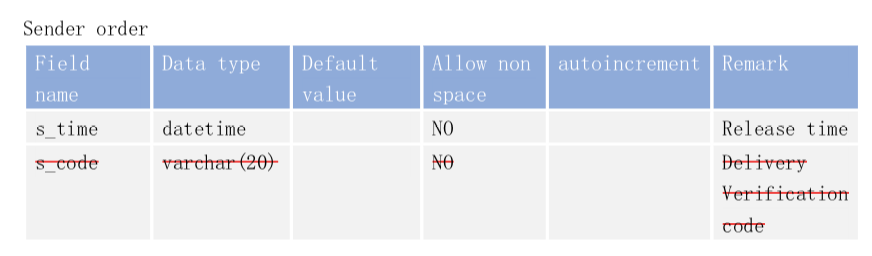 Sender order
Field name Data type Default value Allow non space autoincrement Remark
s_time datetime NO Release time
s_code varchar(20) NO Delivery Verification code